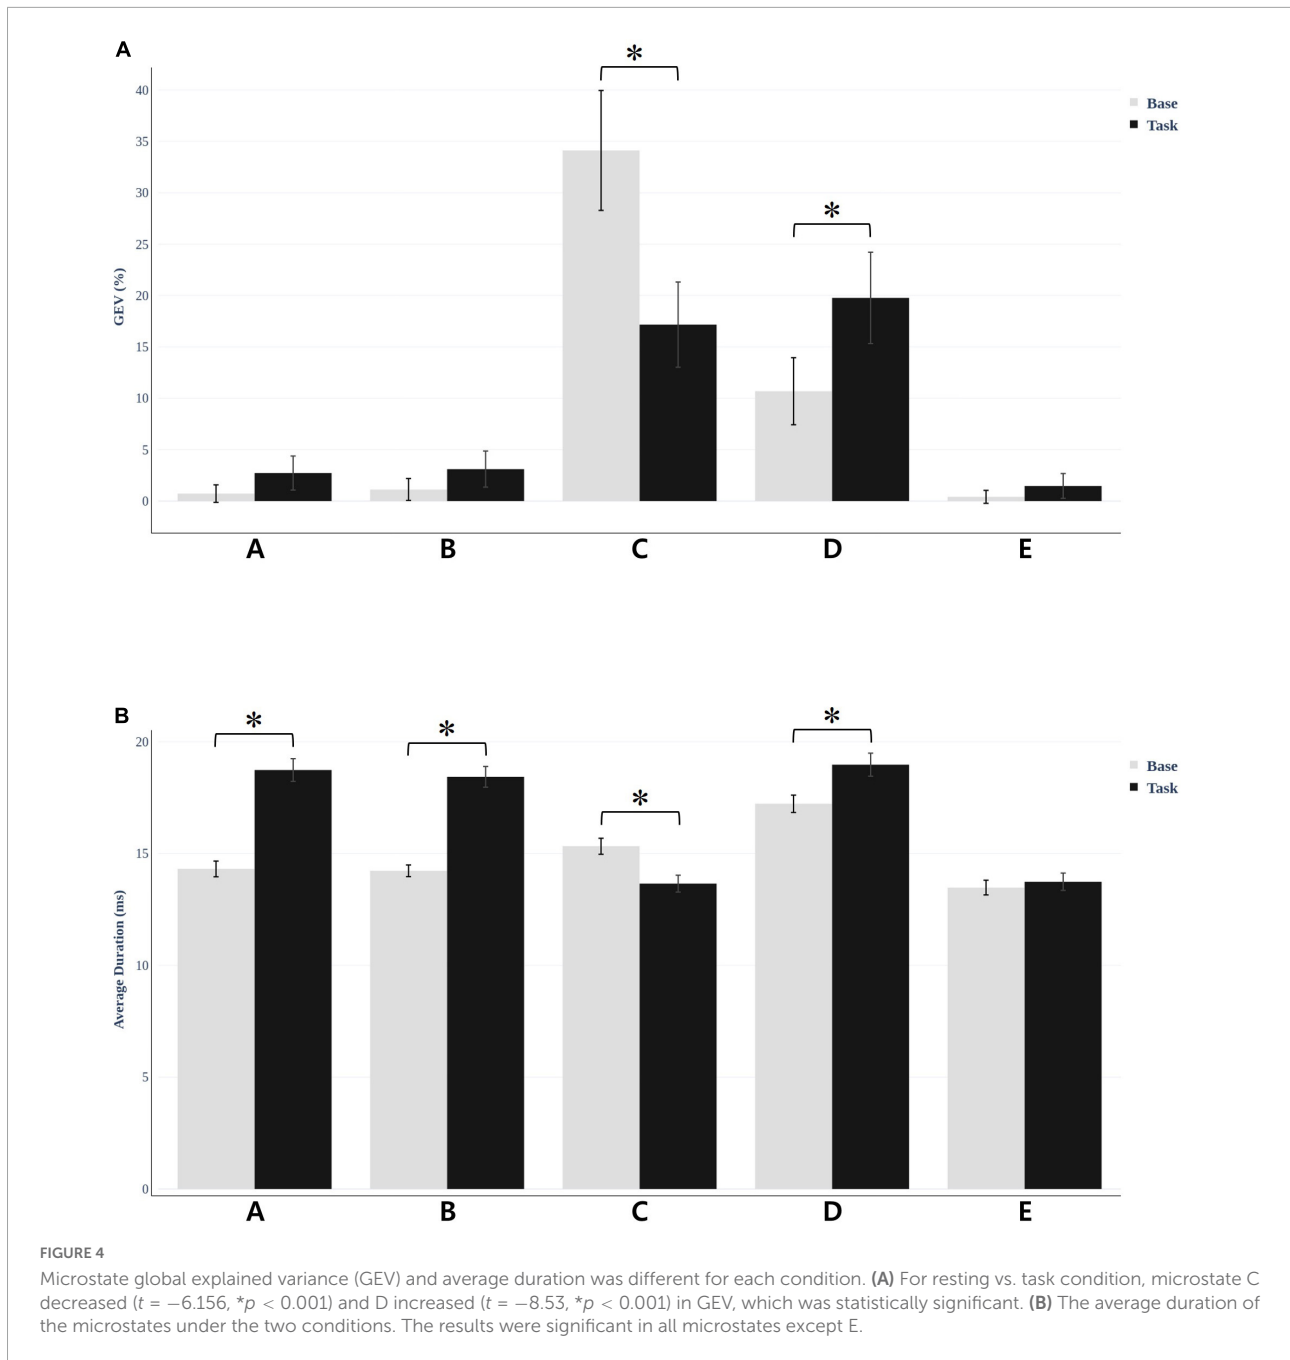 A
*
40
35
30
25
20
15
10
5
0
GEV (%)
*
Base
Task
A B C D E
B
* * * *
20
15
10
5
0
Average Duration (ms)
Base
Task
A B C D E
FIGURE 4
Microstate global explained variance (GEV) and average duration was different for each condition. (A) For resting vs. task condition, microstate C
decreased (t = −6.156, *p < 0.001) and D increased (t = −8.53, *p < 0.001) in GEV, which was statistically significant. (B) The average duration of
the microstates under the two conditions. The results were significant in all microstates except E.